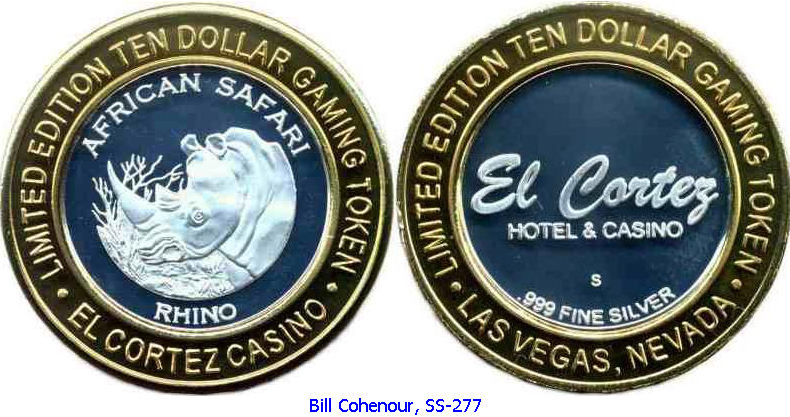 LIMITED EDITION TEN DOLLAR GAMING TOKEN
AFRICAN SAFARI
RHINO
• EL CORTEZ CASINO •
LIMITED EDITION TEN DOLLAR GAMING TOKEN
El Cortez
HOTEL & CASINO
S
.999 FINE SILVER
• LAS VEGAS, NEVADA •
Bill Cohenour, SS-277